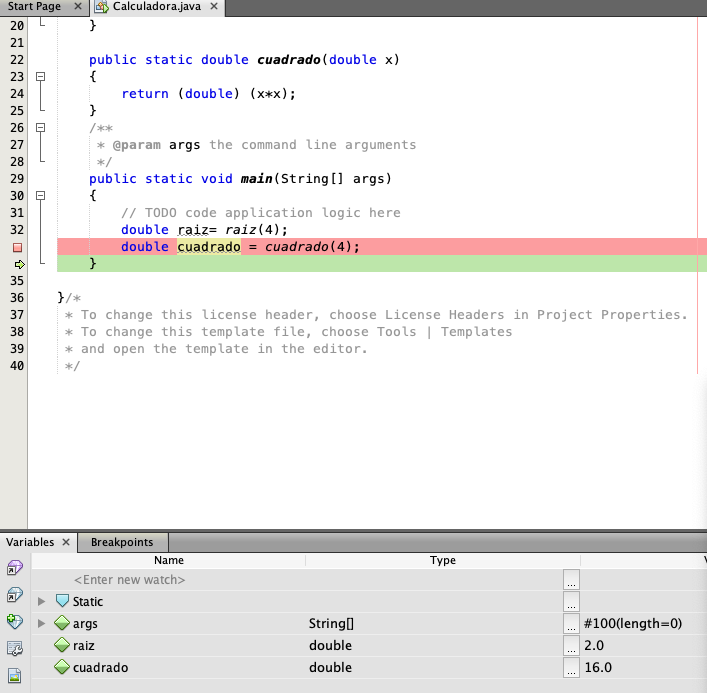 Start Page
Calculadora.java
20 }
21
22 public static double cuadrado(double x)
23 {
24 return (double) (x*x);
25 }
26 /**
27 * @param args the command line arguments
28 */
29 public static void main(String[] args)
30 {
31 // TODO code application logic here
32 double raiz= raiz(4);
double cuadrado = cuadrado(4);
}
35
36 }/*
37 * To change this license header, choose License Headers in Project Properties.
38 * To change this template file, choose Tools | Templates
39 * and open the template in the editor.
40 */
Variables Breakpoints
Name Type
<Enter new watch> ...
Static ...
args String[] ... #100(length=0)
raiz double ... 2.0
cuadrado double ... 16.0